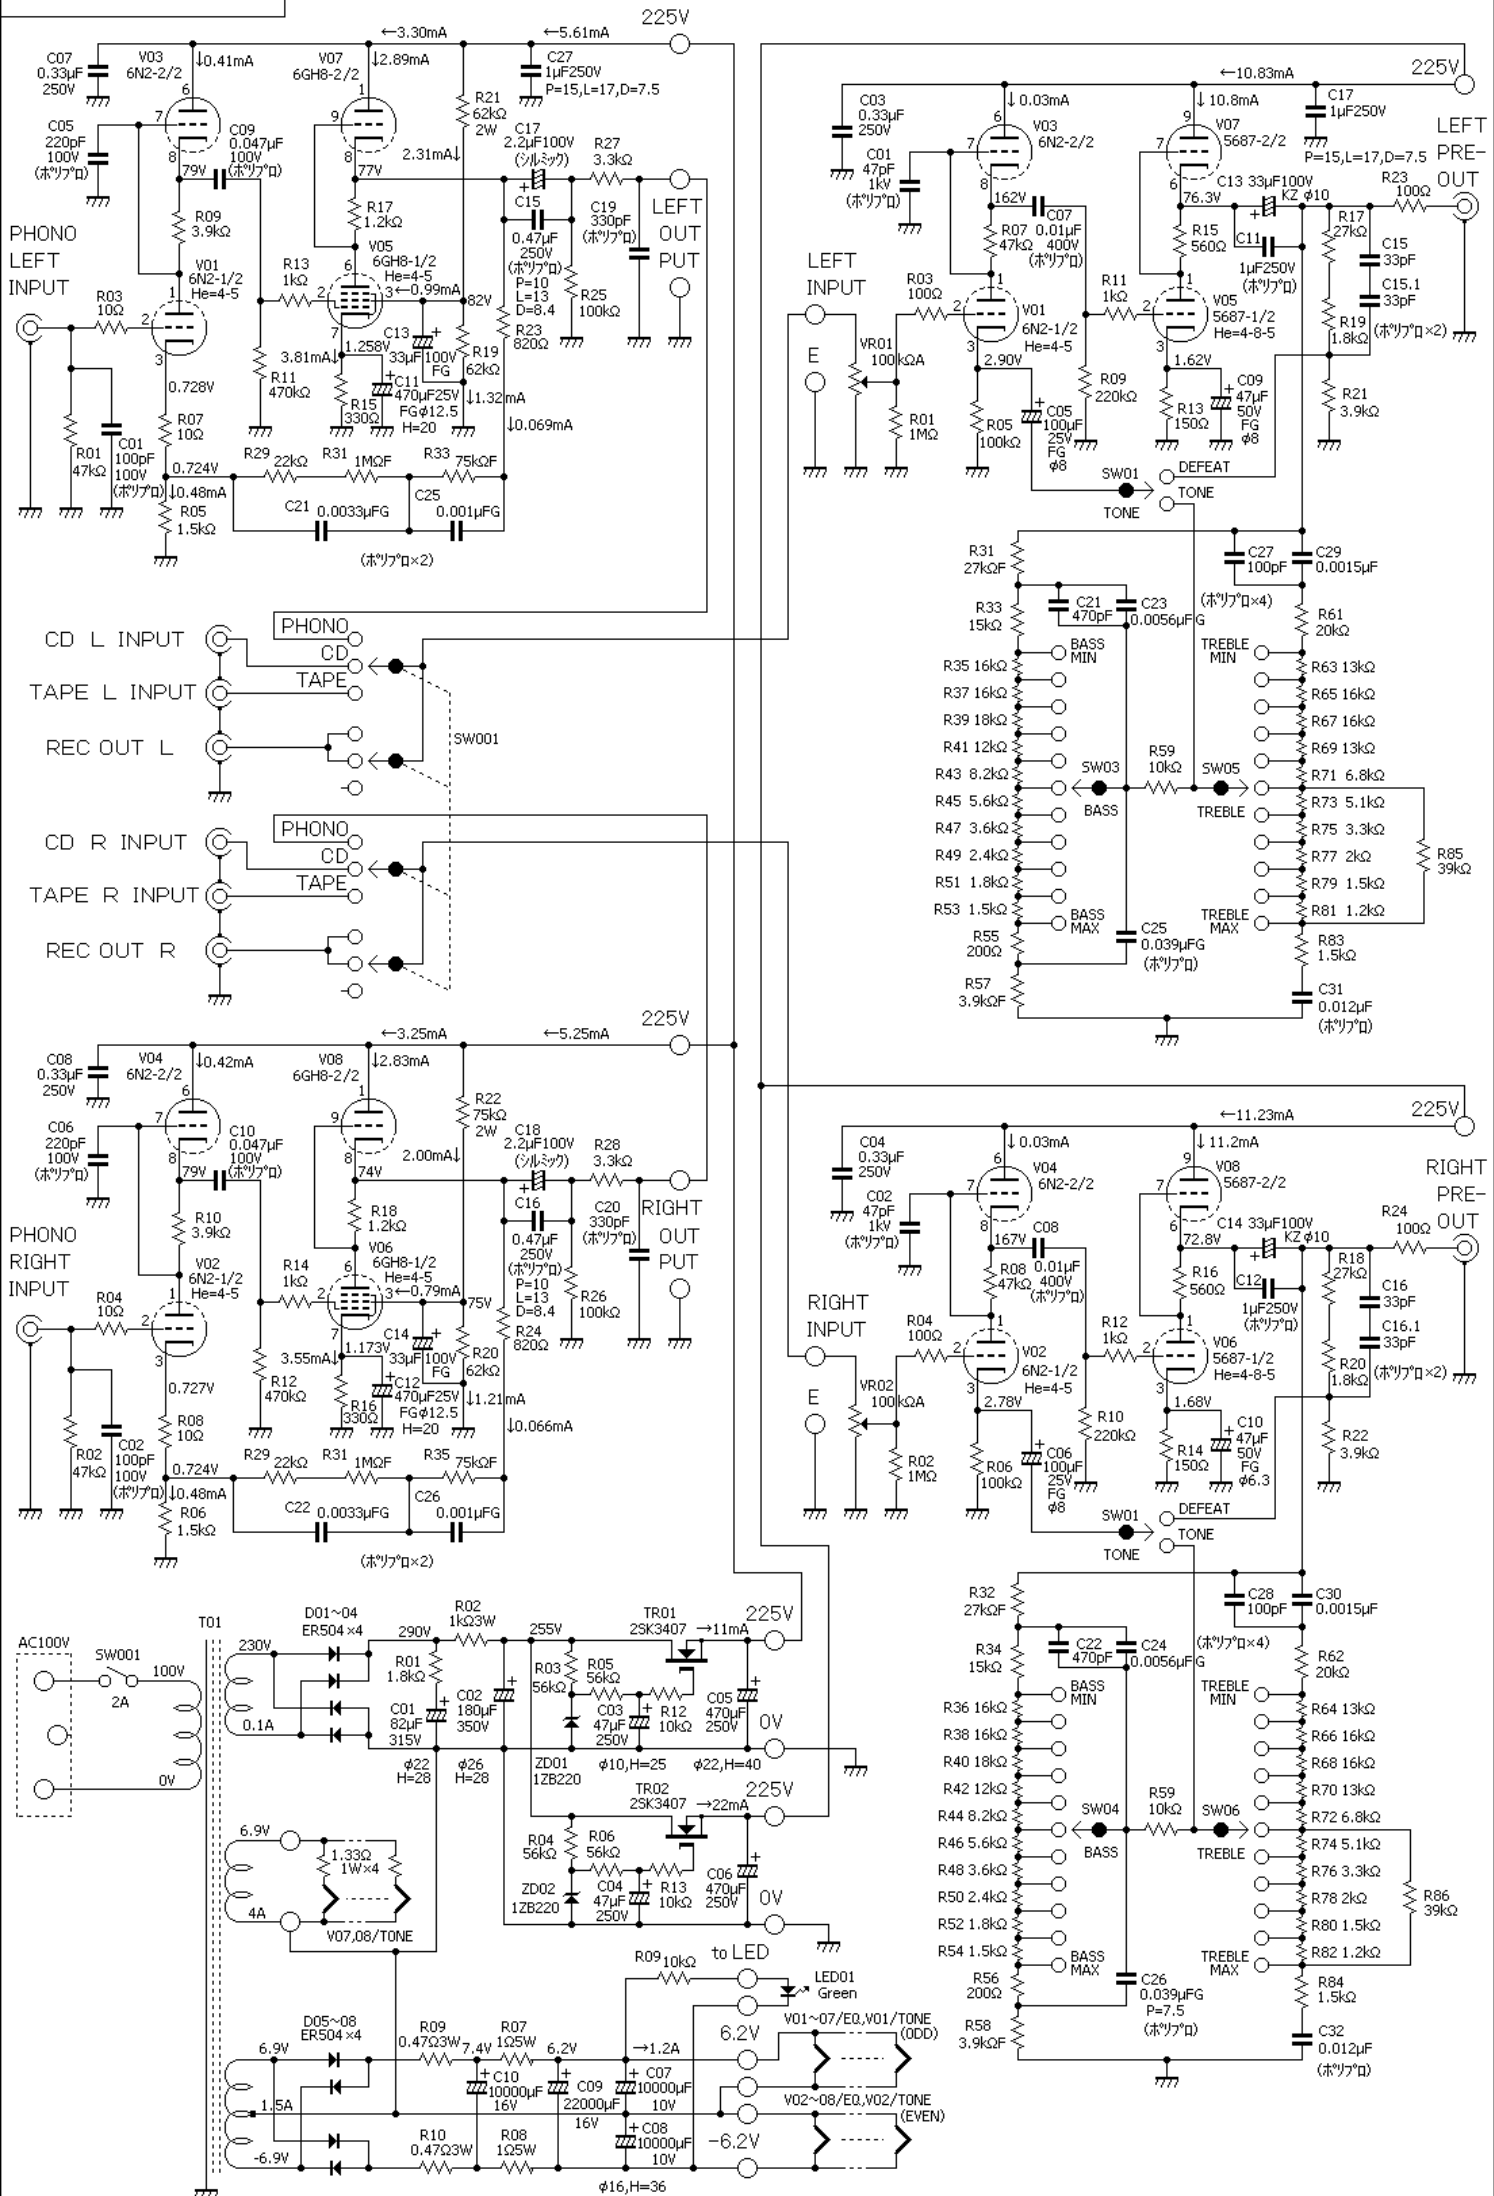 225V
←3.30mA
←5.61mA
C07
0.33μF
250V
V03
6N2-2/2
↓0.41mA
V07
6GH8-2/2
↓2.89mA
C27
1μF250V
P=15,L=17,D=7.5
6
7
8
1
9
8
R21
62kΩ
2W
C05
220pF
100V
(ポリプロ)
C09
0.047μF
100V
(ポリプロ)
79V
77V
2.31mA↓
C17
2.2μF100V
(シルミック)
R27
3.3kΩ
R09
3.9kΩ
R17
1.2kΩ
C15
0.47μF
250V
(ポリプロ)
P=10
L=13
D=8.4
C19
330pF
(ポリプロ)
LEFT
OUT
PUT
PHONO
LEFT
INPUT
V01
6N2-1/2
He=4-5
R13
1kΩ
V05
6GH8-1/2
He=4-5
←0.99mA
82V
R03
10Ω
1
2
3
6
2
3
7
R23
820Ω
R25
100kΩ
0.728V
3.81mA↓
1.258V
C13
33μF100V
FG
R19
62kΩ
R11
470kΩ
R15
330Ω
C11
470μF25V
FGφ12.5
H=20
↓1.32mA
↓0.069mA
R07
10Ω
R01
47kΩ
C01
100pF
100V
(ポリプロ)
0.724V
↓0.48mA
R05
1.5kΩ
R29
22kΩ
R31
1MΩF
R33
75kΩF
C21
0.0033μFG
C25
0.001μFG
(ポリプロ×2)
CD L INPUT
TAPE L INPUT
REC OUT L
PHONO
CD
TAPE
SW001
CD R INPUT
TAPE R INPUT
REC OUT R
PHONO
CD
TAPE
225V
←3.25mA
←5.25mA
C08
0.33μF
250V
V04
6N2-2/2
↓0.42mA
V08
6GH8-2/2
↓2.83mA
6
7
8
1
9
8
R22
75kΩ
2W
C06
220pF
100V
(ポリプロ)
C10
0.047μF
100V
(ポリプロ)
79V
74V
2.00mA↓
C18
2.2μF100V
(シルミック)
R28
3.3kΩ
R10
3.9kΩ
R18
1.2kΩ
C16
0.47μF
250V
(ポリプロ)
P=10
L=13
D=8.4
C20
330pF
(ポリプロ)
RIGHT
OUT
PUT
PHONO
RIGHT
INPUT
V02
6N2-1/2
He=4-5
R14
1kΩ
V06
6GH8-1/2
He=4-5
←0.79mA
75V
R04
10Ω
1
2
3
6
2
3
7
R24
820Ω
R26
100kΩ
0.727V
3.55mA↓
1.173V
C14
33μF100V
FG
R20
62kΩ
R12
470kΩ
R16
330Ω
C12
470μF25V
FGφ12.5
H=20
↓1.21mA
↓0.066mA
R08
10Ω
R02
47kΩ
C02
100pF
100V
(ポリプロ)
0.724V
↓0.48mA
R06
1.5kΩ
R29
22kΩ
R31
1MΩF
R35
75kΩF
C22
0.0033μFG
C26
0.001μFG
(ポリプロ×2)
←10.83mA
225V
C03
0.33μF
250V
↓0.03mA
V03
6N2-2/2
↓10.8mA
V07
5687-2/2
C17
1μF250V
P=15,L=17,D=7.5
LEFT
PRE-
OUT
6
7
8
9
7
6
C01
47pF
1kV
(ポリプロ)
162V
C07
0.01μF
400V
(ポリプロ)
R07
47kΩ
76.3V
C13 33μF100V
KZ φ10
R15
560Ω
C11
1μF250V
(ポリプロ)
R17
27kΩ
R23
100Ω
C15
33pF
C15.1
33pF
(ポリプロ×2)
LEFT
INPUT
E
R03
100Ω
VR01
100kΩA
1
2
3
V01
6N2-1/2
He=4-5
R11
1kΩ
1
2
3
V05
5687-1/2
He=4-8-5
R19
1.8kΩ
2.90V
1.62V
R01
1MΩ
R05
100kΩ
C05
100μF
25V
FG
φ8
R09
220kΩ
R13
150Ω
C09
47μF
50V
FG
φ8
R21
3.9kΩ
SW01
TONE
DEFEAT
TONE
R31
27kΩF
C27
100pF
C29
0.0015μF
(ポリプロ×4)
R33
15kΩ
C21
470pF
C23
0.0056μFG
R61
20kΩ
BASS
MIN
TREBLE
MIN
R35 16kΩ
R37 16kΩ
R39 18kΩ
R41 12kΩ
R43 8.2kΩ
R45 5.6kΩ
R47 3.6kΩ
R49 2.4kΩ
R51 1.8kΩ
R53 1.5kΩ
R55
200Ω
R57
3.9kΩF
SW03
BASS
R59
10kΩ
SW05
TREBLE
R63 13kΩ
R65 16kΩ
R67 16kΩ
R69 13kΩ
R71 6.8kΩ
R73 5.1kΩ
R75 3.3kΩ
R77 2kΩ
R79 1.5kΩ
R81 1.2kΩ
R83
1.5kΩ
R85
39kΩ
BASS
MAX
TREBLE
MAX
C25
0.039μFG
(ポリプロ)
C31
0.012μF
(ポリプロ)
←11.23mA
225V
C04
0.33μF
250V
↓0.03mA
V04
6N2-2/2
↓11.2mA
V08
5687-2/2
RIGHT
PRE-
OUT
6
7
8
9
7
6
C02
47pF
1kV
(ポリプロ)
167V
C08
0.01μF
400V
(ポリプロ)
R08
47kΩ
72.8V
C14 33μF100V
KZ φ10
R16
560Ω
C12
1μF250V
(ポリプロ)
R18
27kΩ
R24
100Ω
C16
33pF
C16.1
33pF
(ポリプロ×2)
RIGHT
INPUT
E
R04
100Ω
VR02
100kΩA
1
2
3
V02
6N2-1/2
He=4-5
R12
1kΩ
1
2
3
V06
5687-1/2
He=4-8-5
R20
1.8kΩ
2.78V
1.68V
R02
1MΩ
R06
100kΩ
C06
100μF
25V
FG
φ8
R10
220kΩ
R14
150Ω
C10
47μF
50V
FG
φ6.3
R22
3.9kΩ
SW01
TONE
DEFEAT
TONE
R32
27kΩF
C28
100pF
C30
0.0015μF
(ポリプロ×4)
R34
15kΩ
C22
470pF
C24
0.0056μFG
R62
20kΩ
BASS
MIN
TREBLE
MIN
R36 16kΩ
R38 16kΩ
R40 18kΩ
R42 12kΩ
R44 8.2kΩ
R46 5.6kΩ
R48 3.6kΩ
R50 2.4kΩ
R52 1.8kΩ
R54 1.5kΩ
R56
200Ω
R58
3.9kΩF
SW04
BASS
R59
10kΩ
SW06
TREBLE
R64 13kΩ
R66 16kΩ
R68 16kΩ
R70 13kΩ
R72 6.8kΩ
R74 5.1kΩ
R76 3.3kΩ
R78 2kΩ
R80 1.5kΩ
R82 1.2kΩ
R84
1.5kΩ
R86
39kΩ
BASS
MAX
TREBLE
MAX
C26
0.039μFG
P=7.5
(ポリプロ)
C32
0.012μF
(ポリプロ)
AC100V
SW001
2A
100V
0V
T01
D01~04
ER504×4
230V
0.1A
290V
R02
1kΩ3W
255V
R01
1.8kΩ
C01
82μF
315V
φ22
H=28
C02
180μF
350V
φ26
H=28
R03
56kΩ
R05
56kΩ
TR01
2SK3407
→11mA
225V
C03
47μF
250V
R12
10kΩ
C05
470μF
250V
0V
ZD01
1ZB220
φ10,H=25
φ22,H=40
TR02
2SK3407
→22mA
225V
R04
56kΩ
R06
56kΩ
ZD02
1ZB220
C04
47μF
250V
R13
10kΩ
C06
470μF
250V
0V
6.9V
4A
1.33Ω
1W×4
V07,08/TONE
R09 10kΩ
to LED
LED01
Green
D05~08
ER504×4
6.9V
1.5A
-6.9V
R09
0.47Ω3W
7.4V
R07
1Ω5W
6.2V
→1.2A
6.2V
V01~07/EQ,V01/TONE
(ODD)
C10
10000μF
16V
C09
22000μF
16V
C07
10000μF
10V
V02~08/EQ,V02/TONE
(EVEN)
R10
0.47Ω3W
R08
1Ω5W
C08
10000μF
10V
-6.2V
φ16,H=36